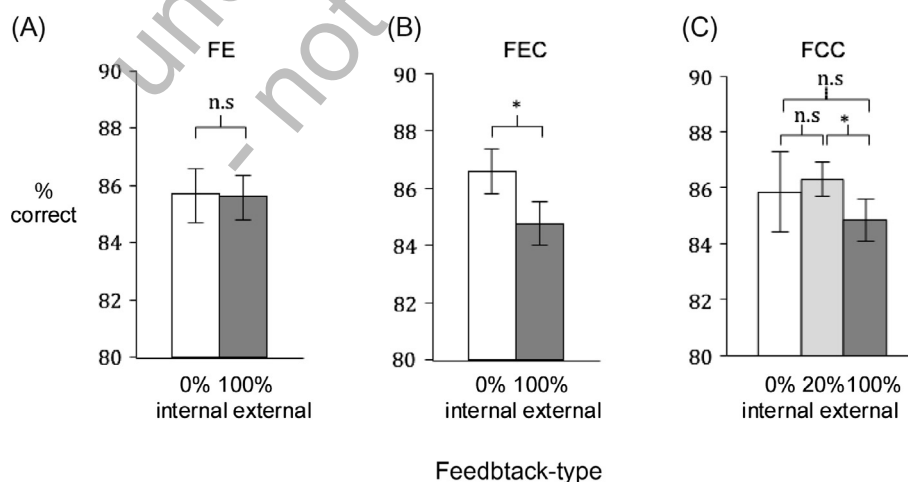 (A)
FE
90
88
86
84
82
80
% correct
n.s
0% 100%
internal external
(B)
FEC
90
88
86
84
82
80
*
0% 100%
internal external
(C)
FCC
90
88
86
84
82
80
n.s
n.s
*
0% 20%100%
internal external
Feedbtack-type
- not